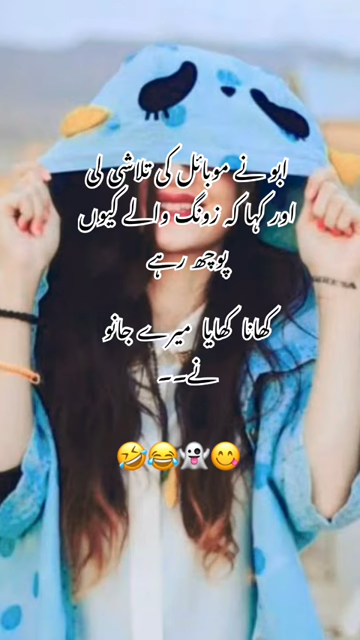 ابو نے موبائل کی تلاشی لی
اور کہا کہ زونگ والے کیوں
پوچھ رہے
کھانا کھایا میرے جانو
نے۔۔
🤣😂👻😋